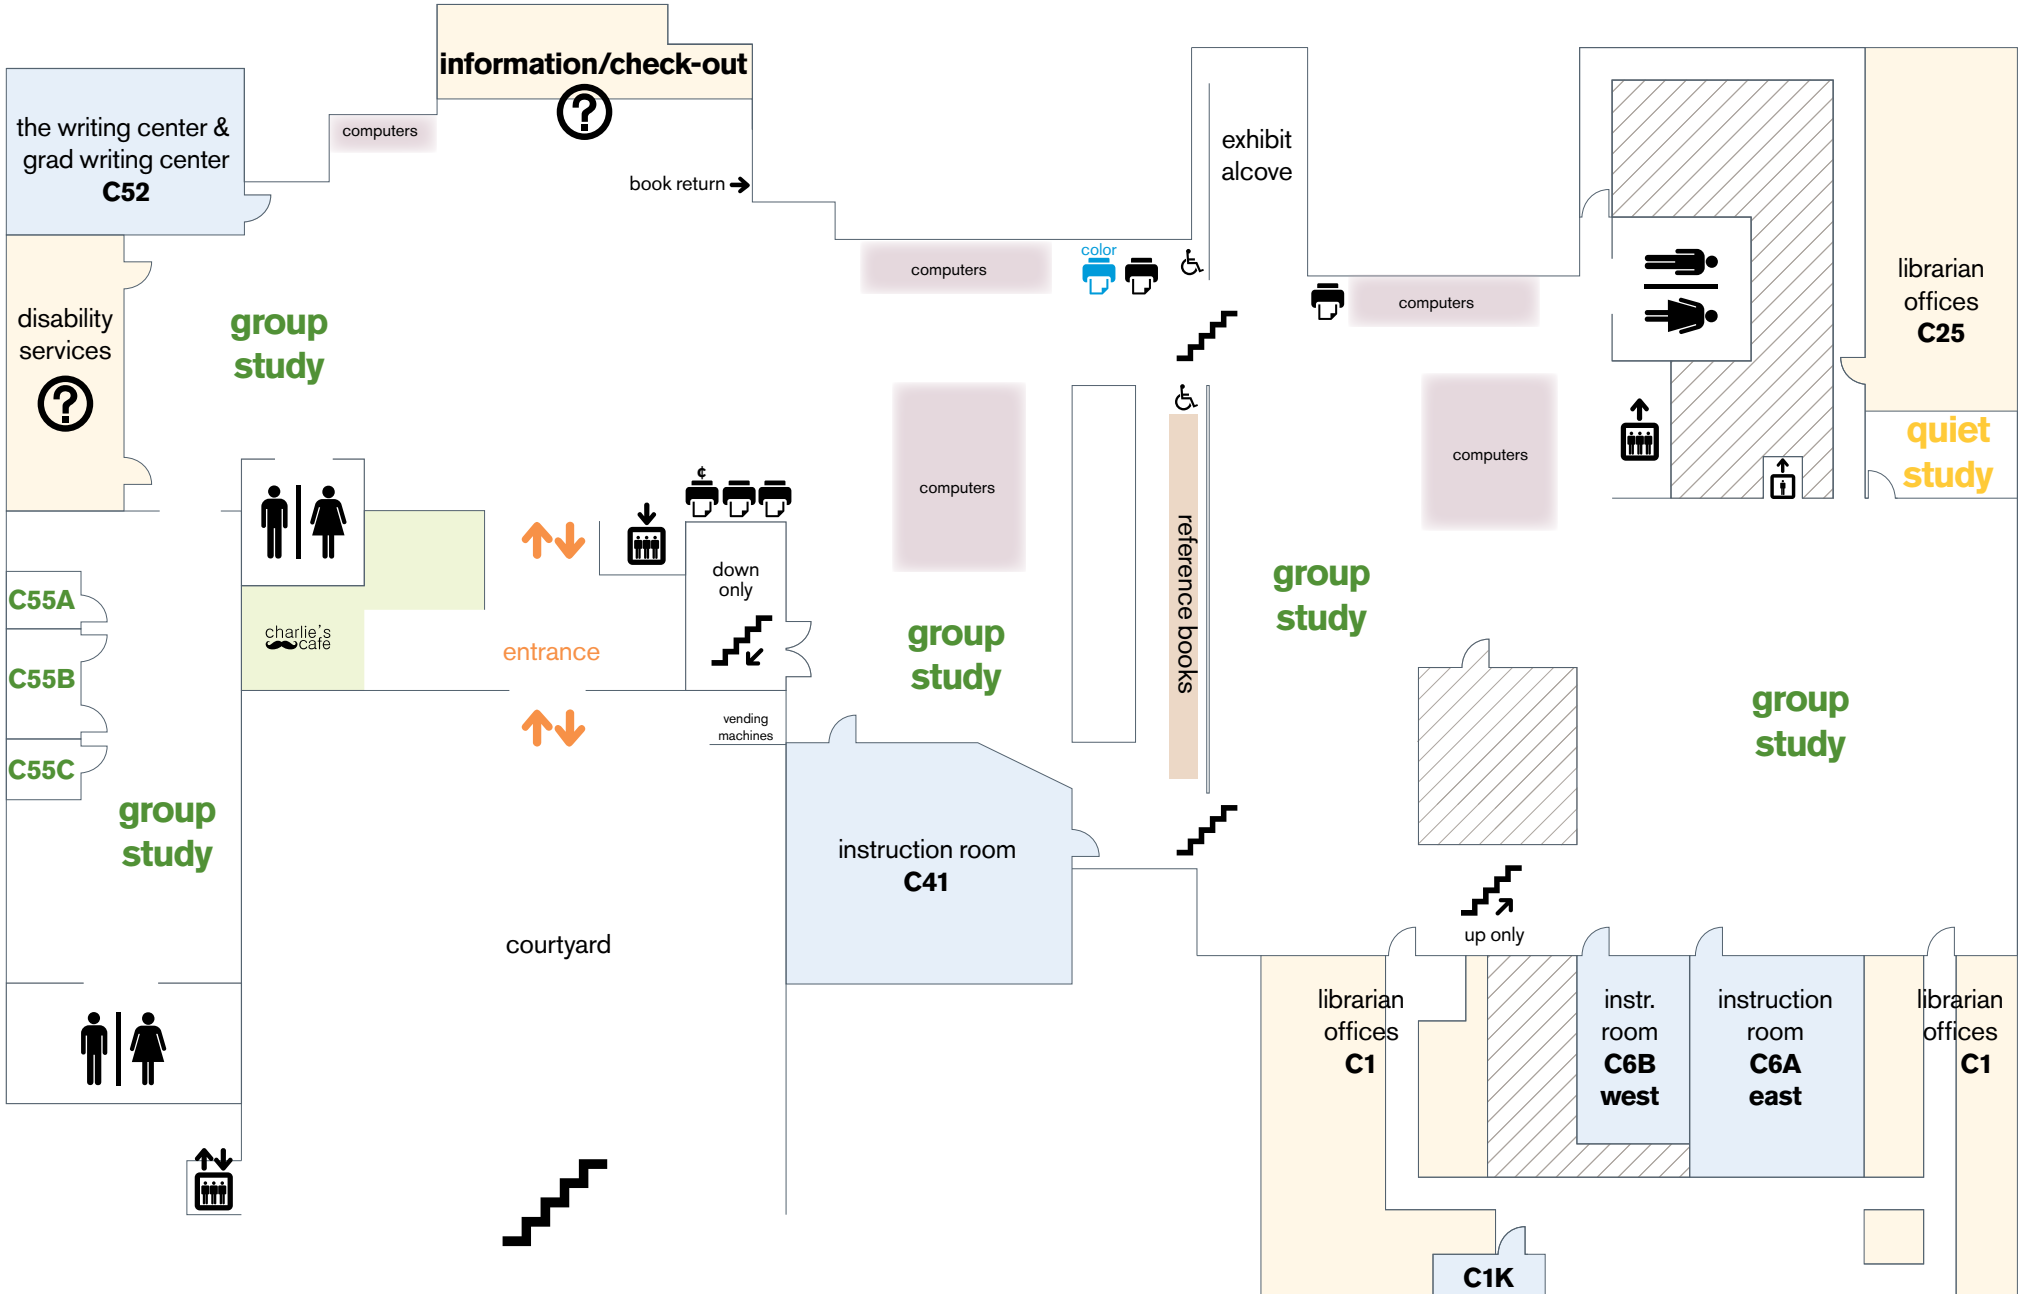 information/check-out
the writing center &
grad writing center
C52
computers
book return
exhibit
alcove
color
computers
computers
librarian
offices
C25
disability
services
group
study
quiet
study
computers
computers
¢
down
only
reference books
C55A
C55B
C55C
charlie's
cafe
entrance
group
study
group
study
group
study
vending
machines
group
study
instruction room
C41
courtyard
up only
librarian
offices
C1
instr.
room
C6B
west
instruction
room
C6A
east
librarian
offices
C1
C1K